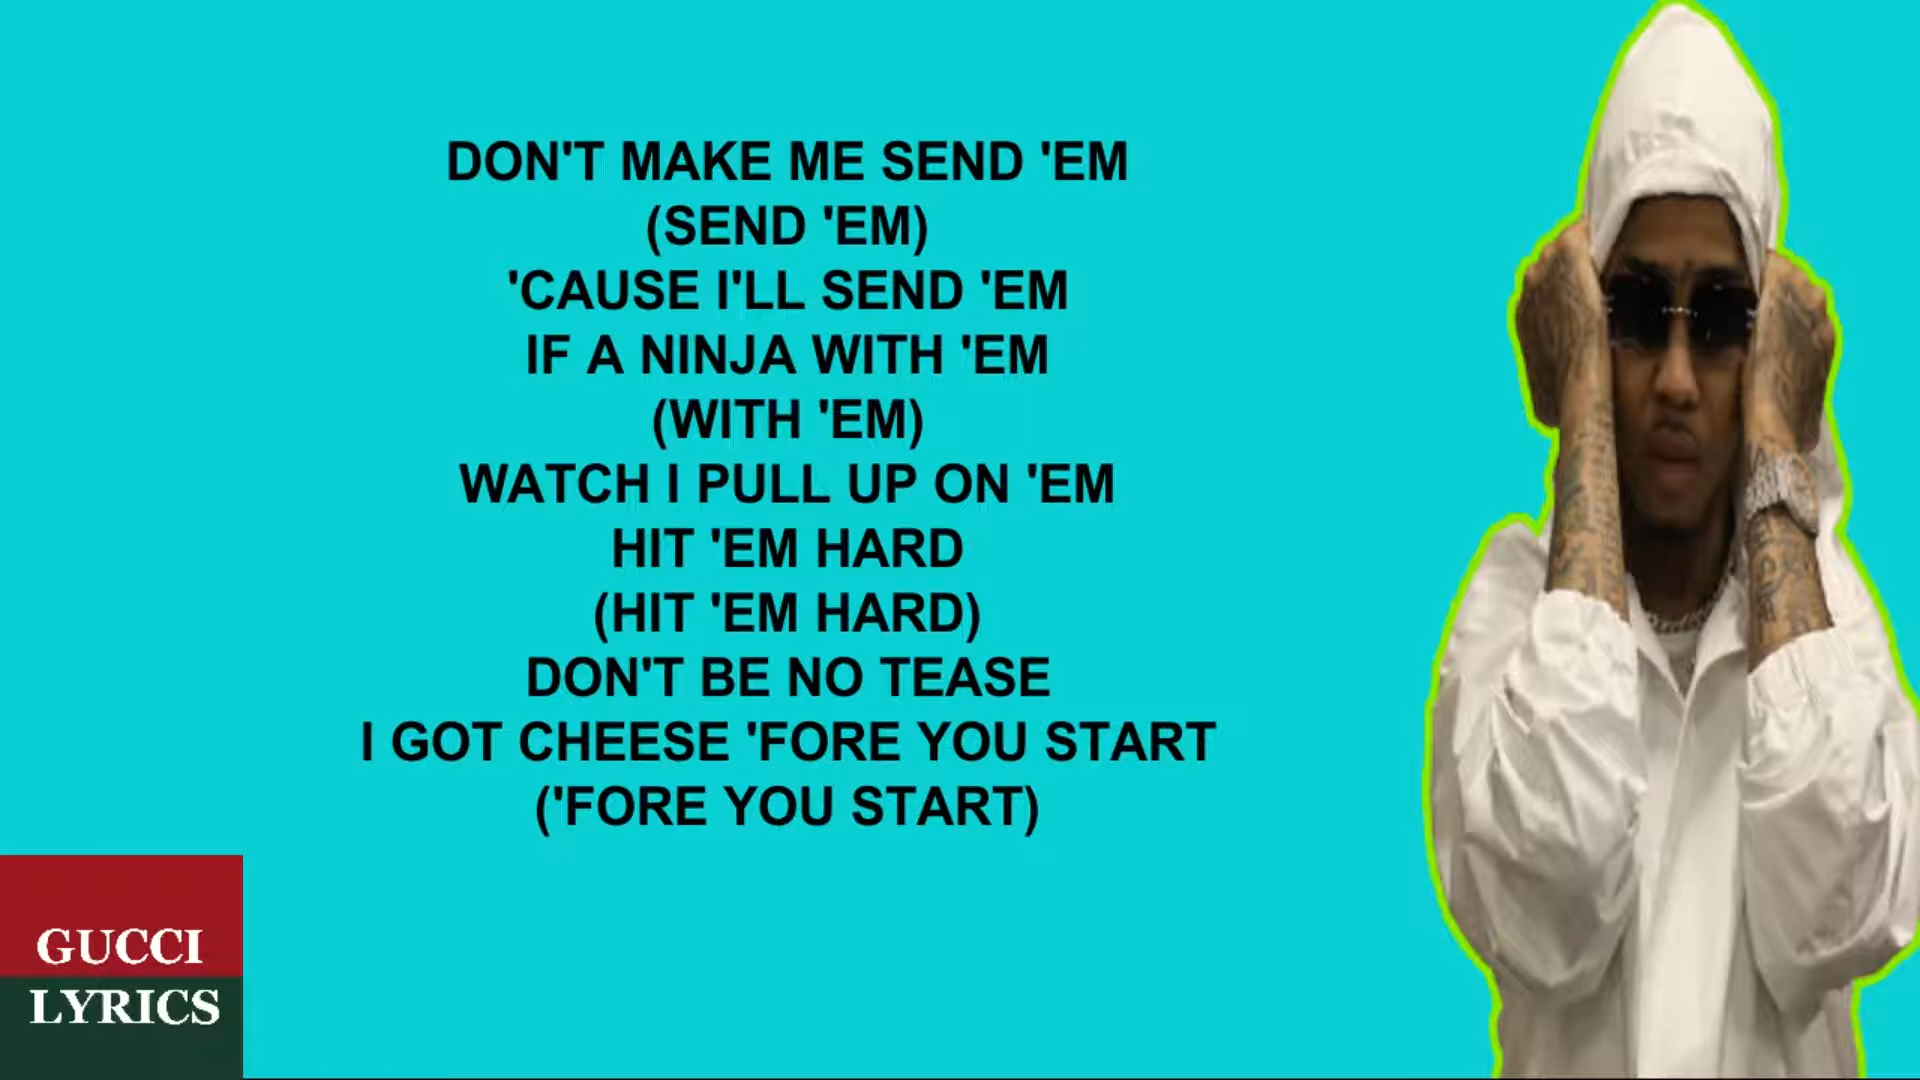 DON'T MAKE ME SEND 'EM
(SEND 'EM)
'CAUSE I'LL SEND 'EM
IF A NINJA WITH 'EM
(WITH 'EM)
WATCH I PULL UP ON 'EM
HIT 'EM HARD
(HIT 'EM HARD)
DON'T BE NO TEASE
I GOT CHEESE 'FORE YOU START
('FORE YOU START)
GUCCI
LYRICS